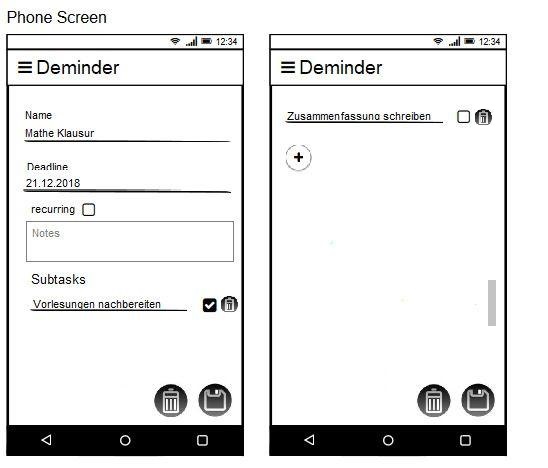 Phone Screen
12:34
Deminder
Name
Mathe Klausur
Deadline
21.12.2018
recurring
Notes
Subtasks
Vorlesungen nachbereiten
12:34
Deminder
Zusammenfassung schreiben
+